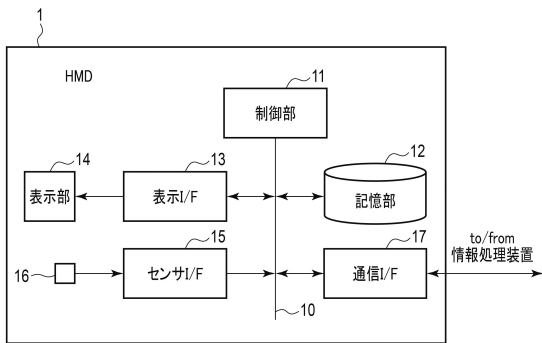 1
HMD
11
制御部
14
表示部
13
表示I/F
12
記憶部
15
センサI/F
16
17
通信I/F
to/from
情報処理装置
10